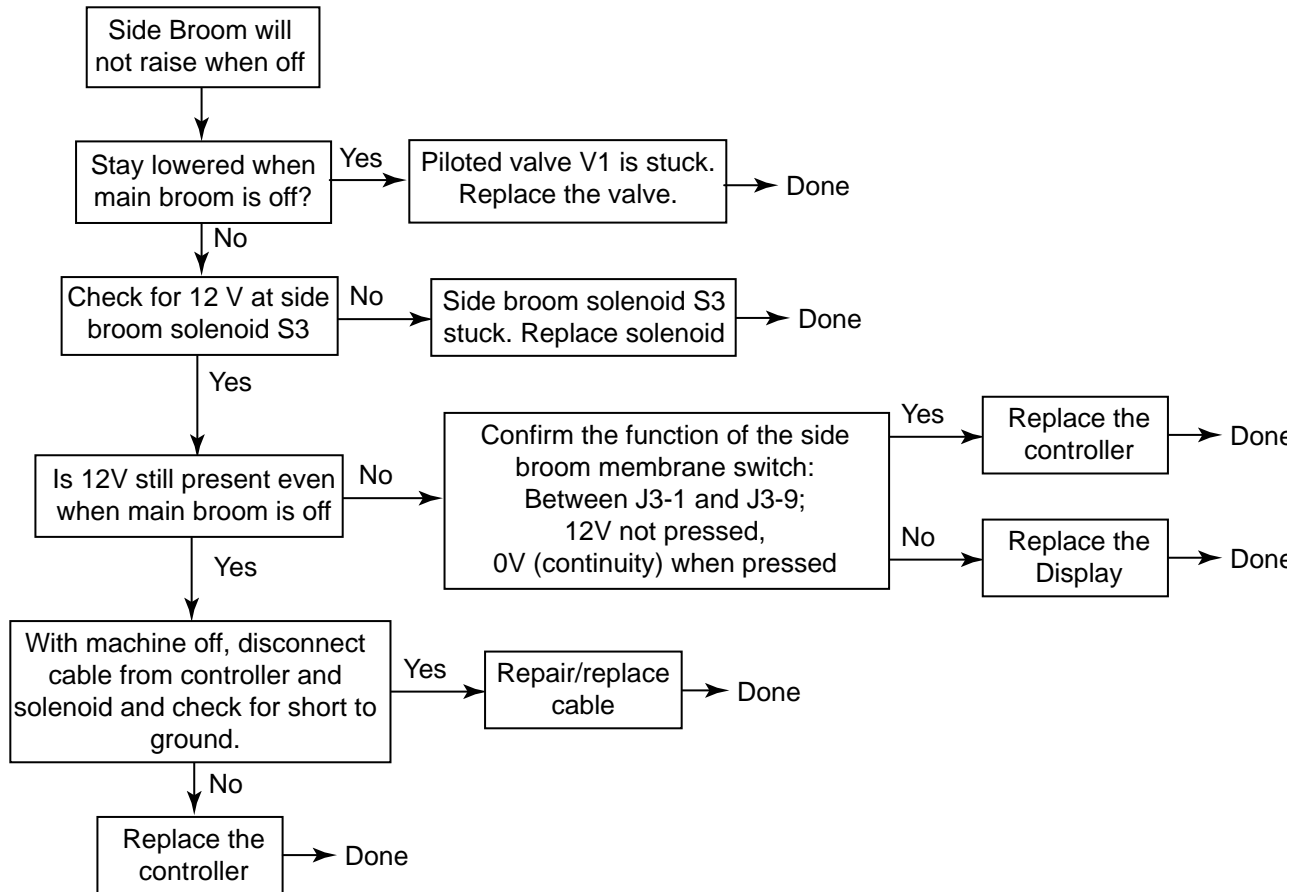 Side Broom will
not raise when off
Stay lowered when
main broom is off?
Yes
Piloted valve V1 is stuck.
Replace the valve.
Done
No
Check for 12 V at side
broom solenoid S3
No
Side broom solenoid S3
stuck. Replace solenoid
Done
Yes
Is 12V still present even
when main broom is off
No
Confirm the function of the side
broom membrane switch:
Between J3-1 and J3-9;
12V not pressed,
0V (continuity) when pressed
Yes
Replace the
controller
Done
No
Replace the
Display
Done
Yes
With machine off, disconnect
cable from controller and
solenoid and check for short to
ground.
Yes
Repair/replace
cable
Done
No
Replace the
controller
Done